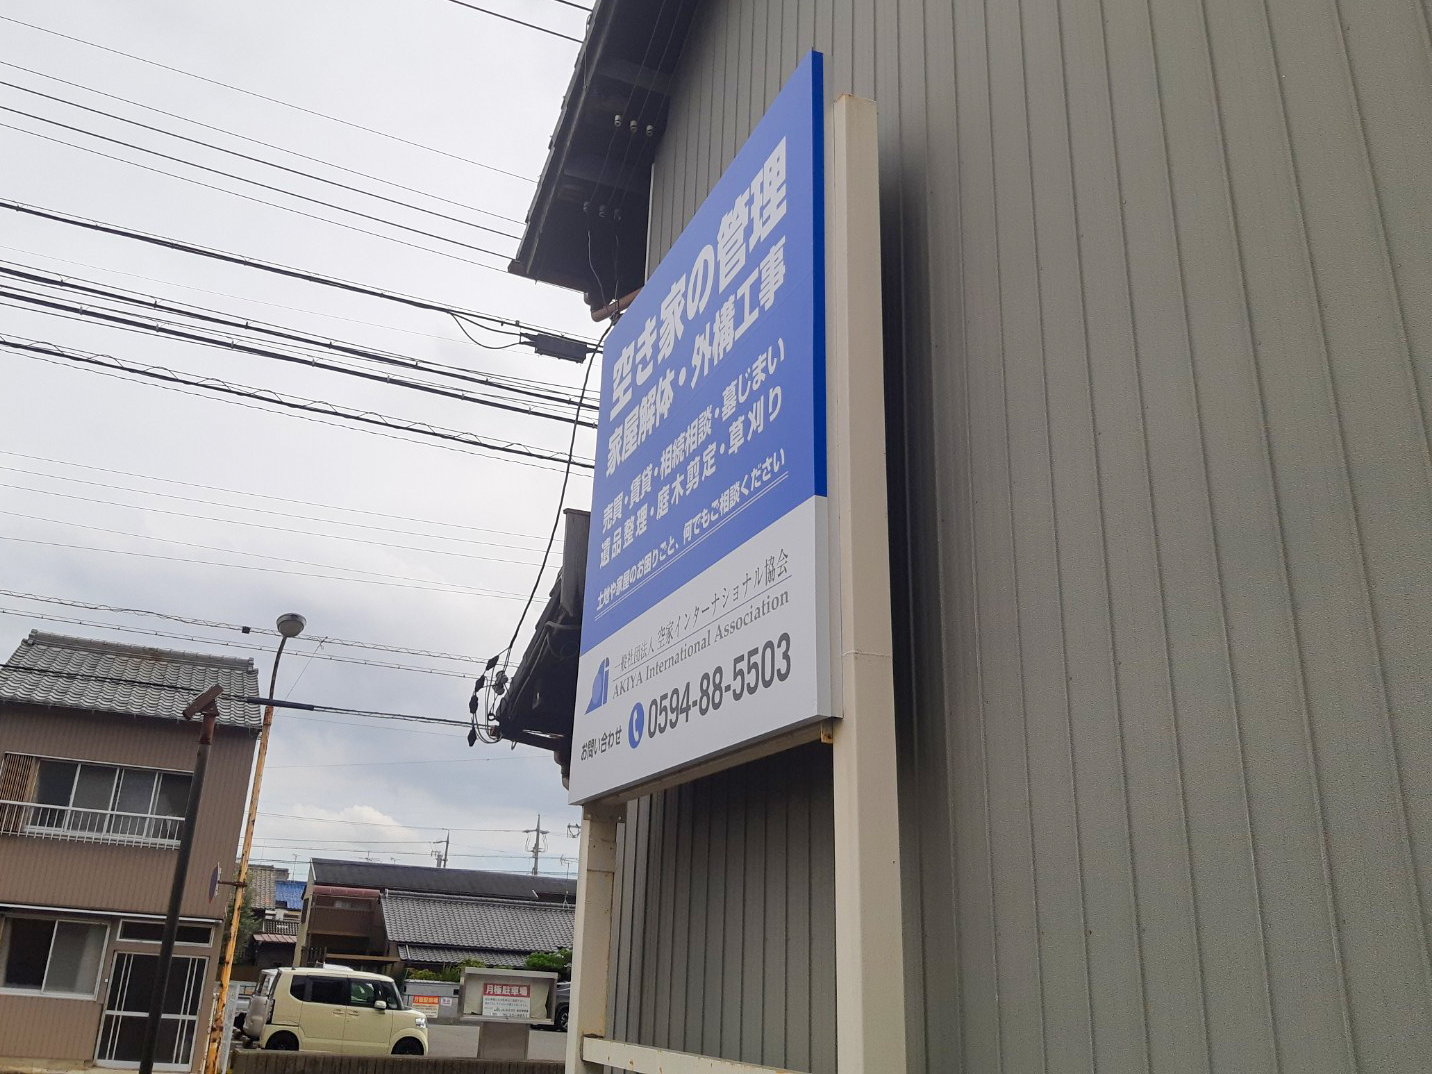 空き家の管理
家屋解体・外構工事
売買・賃貸・相続相談・墓じまい
遺品整理・庭木剪定・草刈り
土地や家屋のお困りごと、何でもご相談ください
一般社団法人 空家インターナショナル協会
AKIYA International Association
お問い合わせ 0594-88-5503
月極駐車場